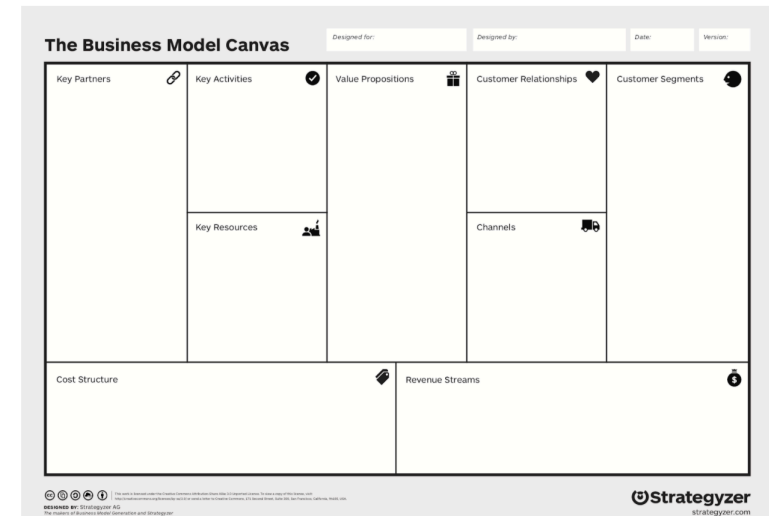 The Business Model Canvas
Designed for:
Designed by:
Date:
Version:
Key Partners
Key Activities
Value Propositions
Customer Relationships
Customer Segments
Key Resources
Channels
Cost Structure
Revenue Streams
$
DESIGNED BY: Strategyzer AG
The makers of Business Model Generation and Strategyzer
Strategyzer
strategyzer.com